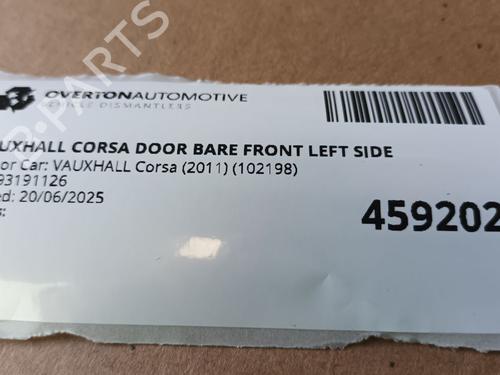 OVERTONAUTOMOTIVE
VEHICLE DISMANTLERS
UXHALL CORSA DOOR BARE FRONT LEFT SIDE
or Car: VAUXHALL Corsa (2011) (102198)
93191126
ed: 20/06/2025
s:
459202
B-PARTS